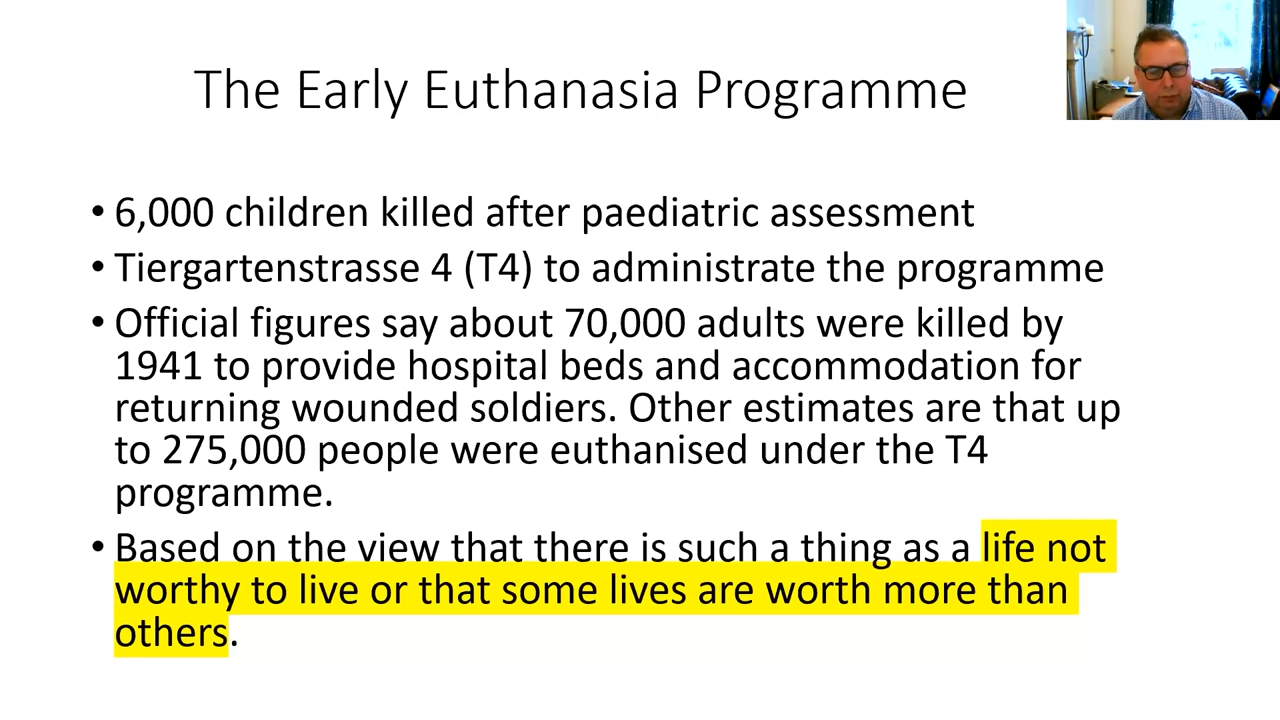 The Early Euthanasia Programme
• 6,000 children killed after paediatric assessment
• Tiergartenstrasse 4 (T4) to administrate the programme
• Official figures say about 70,000 adults were killed by
1941 to provide hospital beds and accommodation for
returning wounded soldiers. Other estimates are that up
to 275,000 people were euthanised under the T4
programme.
• Based on the view that there is such a thing as a life not
worthy to live or that some lives are worth more than
others.